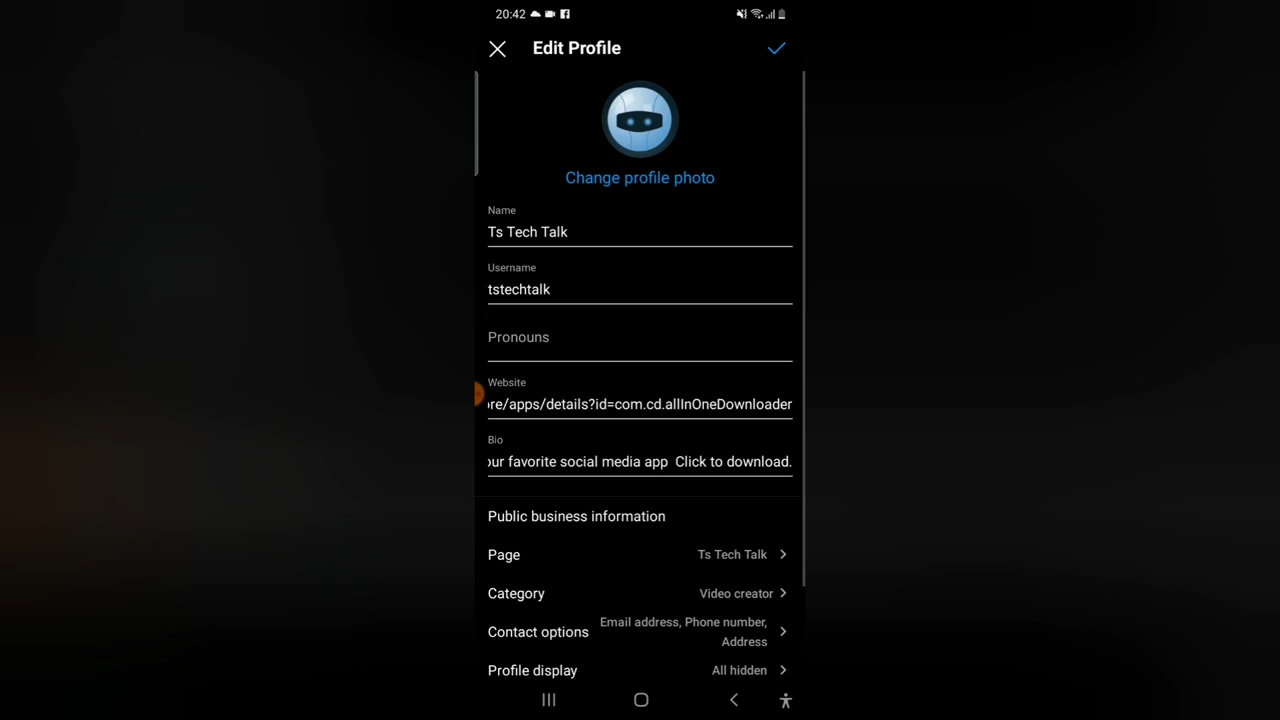 20:42
Edit Profile
Change profile photo
Name
Ts Tech Talk
Username
tstechtalk
Pronouns
Website
re/apps/details?id=com.cd.allInOneDownloader
Bio
ur favorite social media app  Click to download.
Public business information
Page Ts Tech Talk
Category Video creator
Contact options Email address, Phone number,
Address
Profile display All hidden